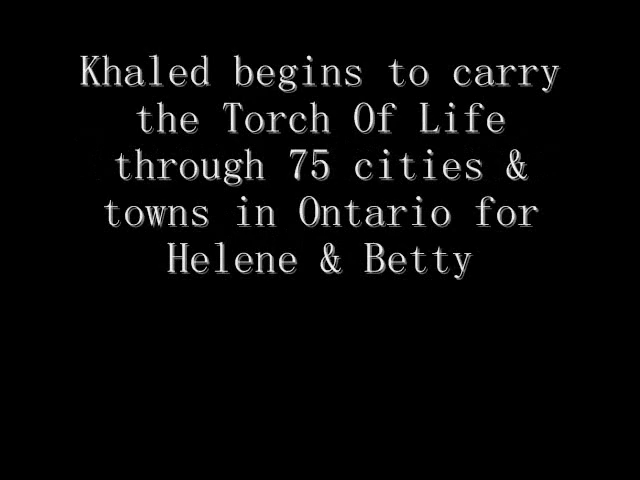 Khaled begins to carry
the Torch Of Life
through 75 cities &
towns in Ontario for
Helene & Betty